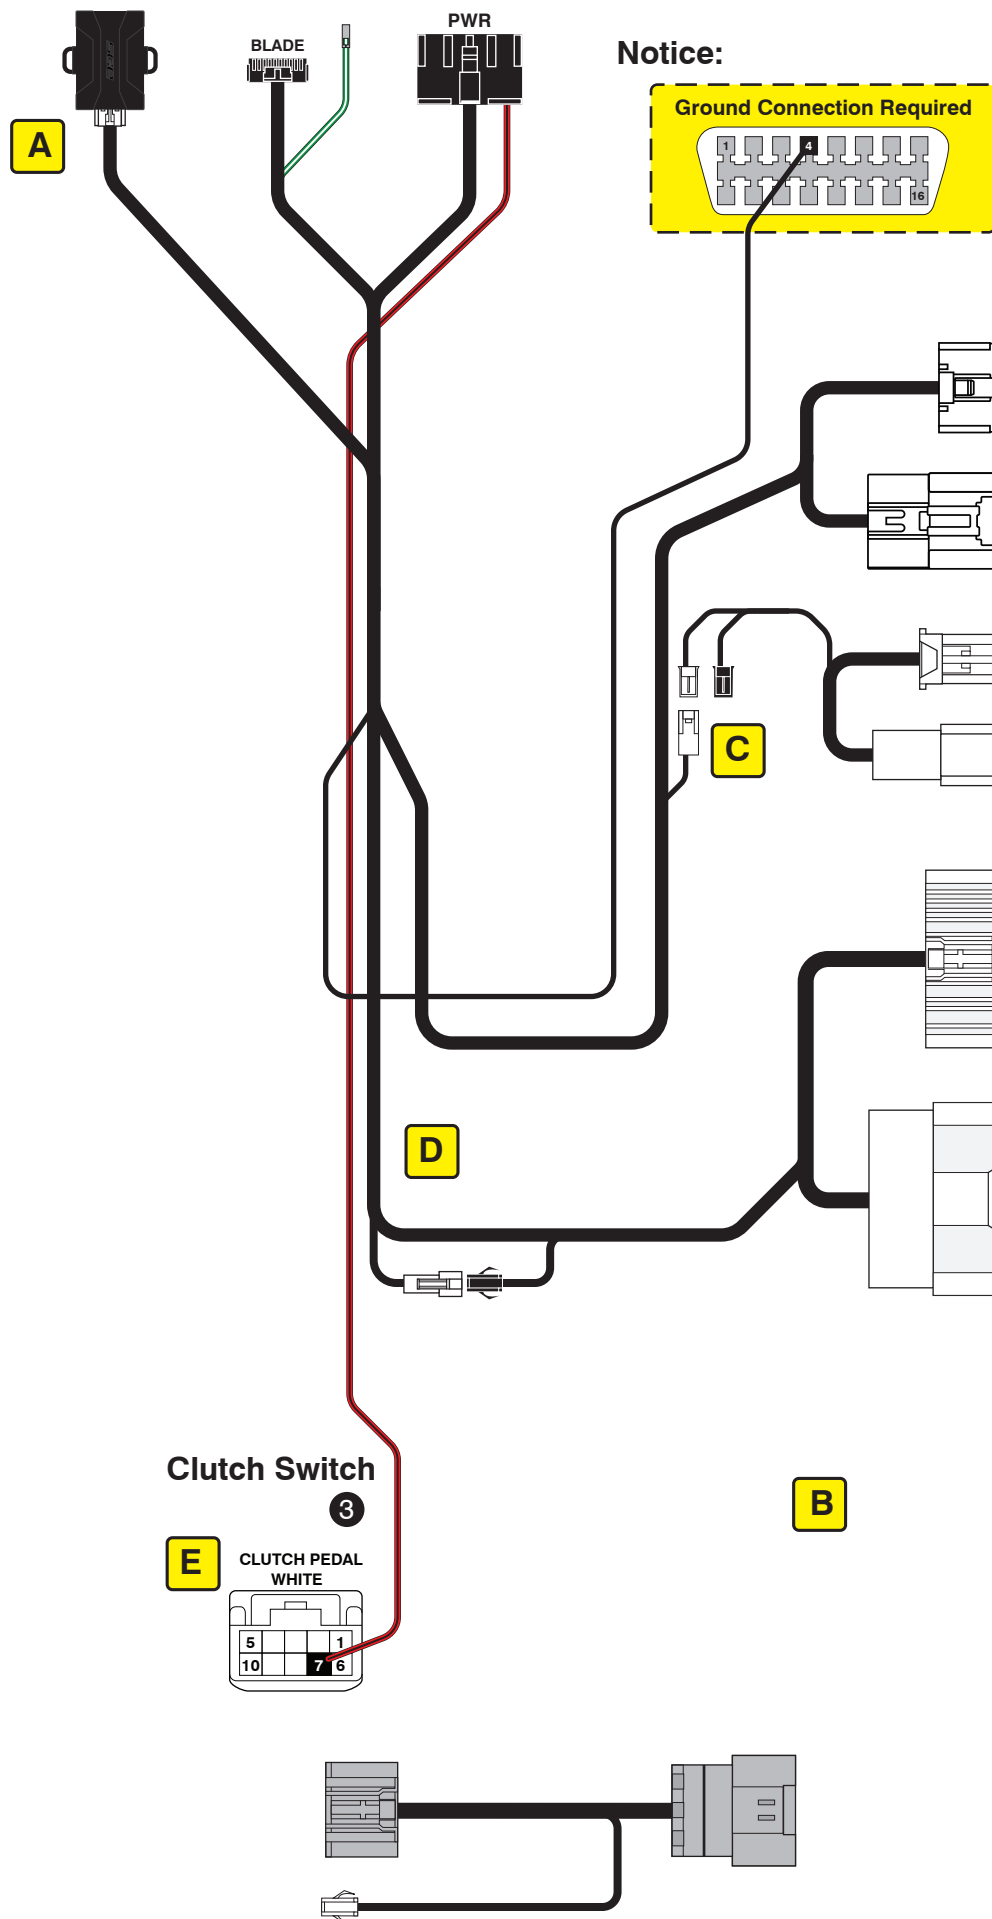 BLADE
PWR
Notice:
Ground Connection Required
1
4
16
A
C
D
B
Clutch Switch
3
E
CLUTCH PEDAL
WHITE
5 1
10 7 6